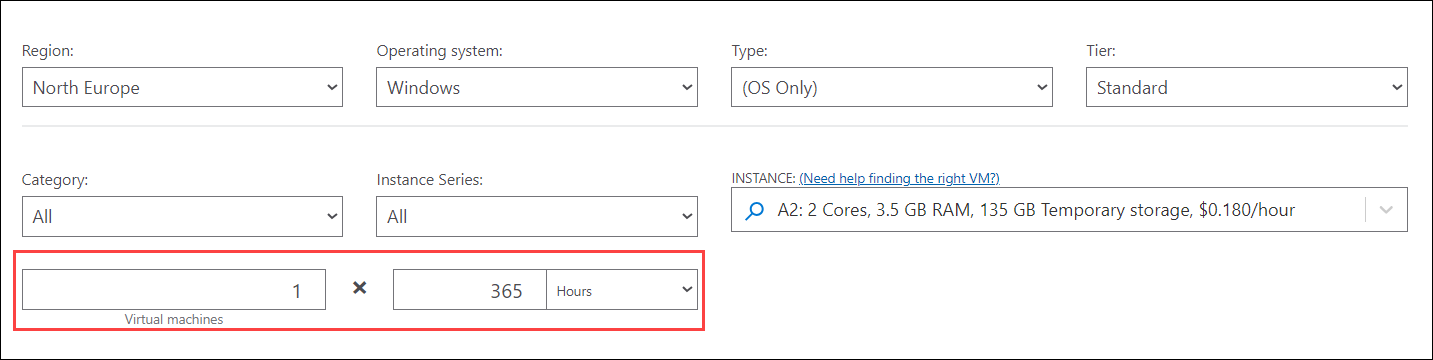 Region:
Operating system:
Type:
Tier:
North Europe
Windows
(OS Only)
Standard
Category:
Instance Series:
INSTANCE: (Need help finding the right VM?)
All
All
A2: 2 Cores, 3.5 GB RAM, 135 GB Temporary storage, $0.180/hour
1
×
365
Hours
Virtual machines